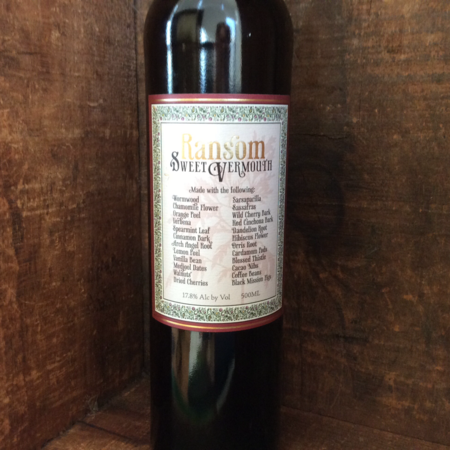 Ransom
Sweet Vermouth
Made with the following:
Wormwood Sarsaparilla
Chamomile Flower Sassafras
Orange Peel Wild Cherry Bark
Verbena Red Cinchona Bark
Spearmint Leaf Dandelion Root
Cinnamon Bark Hibiscus Flower
Arch Angel Root Orris Root
Lemon Peel Cardamom Pods
Vanilla Bean Blessed Thistle
Medjool Dates Cacao Nibs
Walnuts Coffee Beans
Dried Cherries Black Mission Figs
17.8% Alc by Vol 500ML